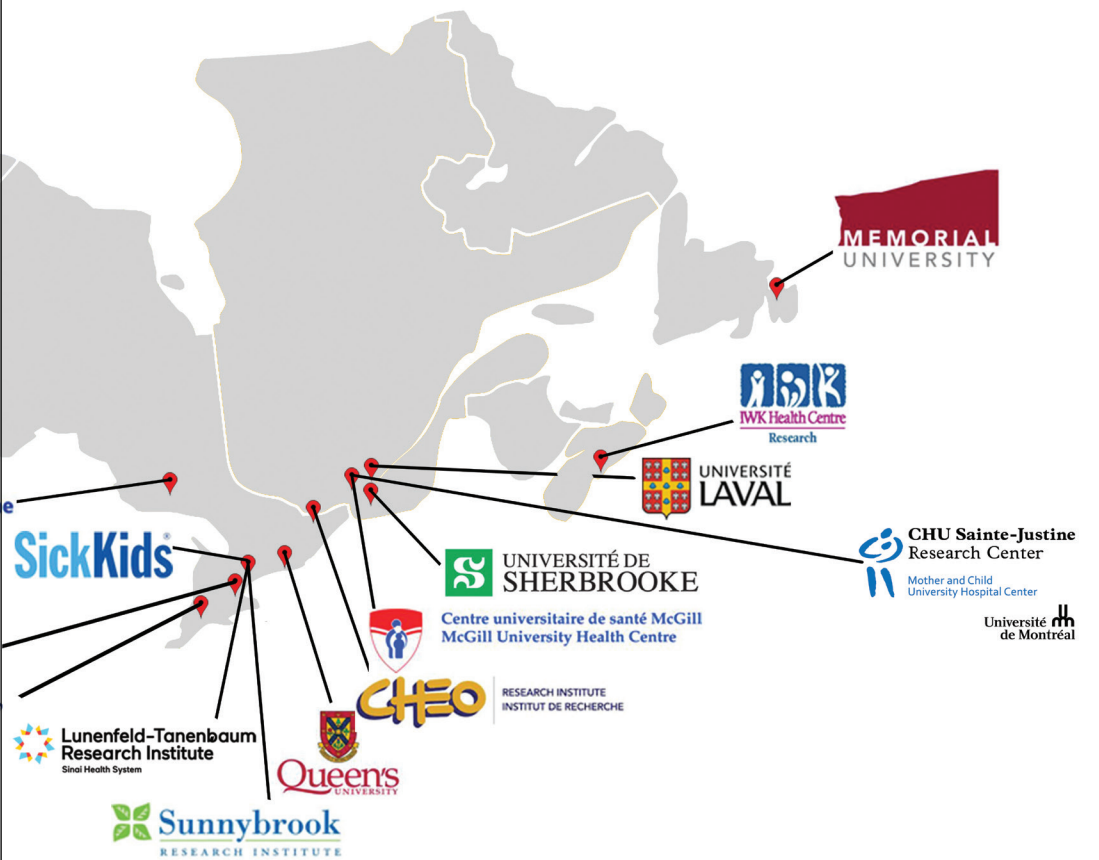 MEMORIAL
UNIVERSITY
IWK Health Centre
Research
UNIVERSITÉ
LAVAL
e
CHU Sainte-Justine
Research Center
Mother and Child
University Hospital Center
Université
de Montréal
SickKids®
UNIVERSITÉ DE
SHERBROOKE
Centre universitaire de santé McGill
McGill University Health Centre
CHEO
RESEARCH INSTITUTE
INSTITUT DE RECHERCHE
Lunenfeld-Tanenbaum
Research Institute
Sinai Health System
Queen's
UNIVERSITY
Sunnybrook
RESEARCH INSTITUTE